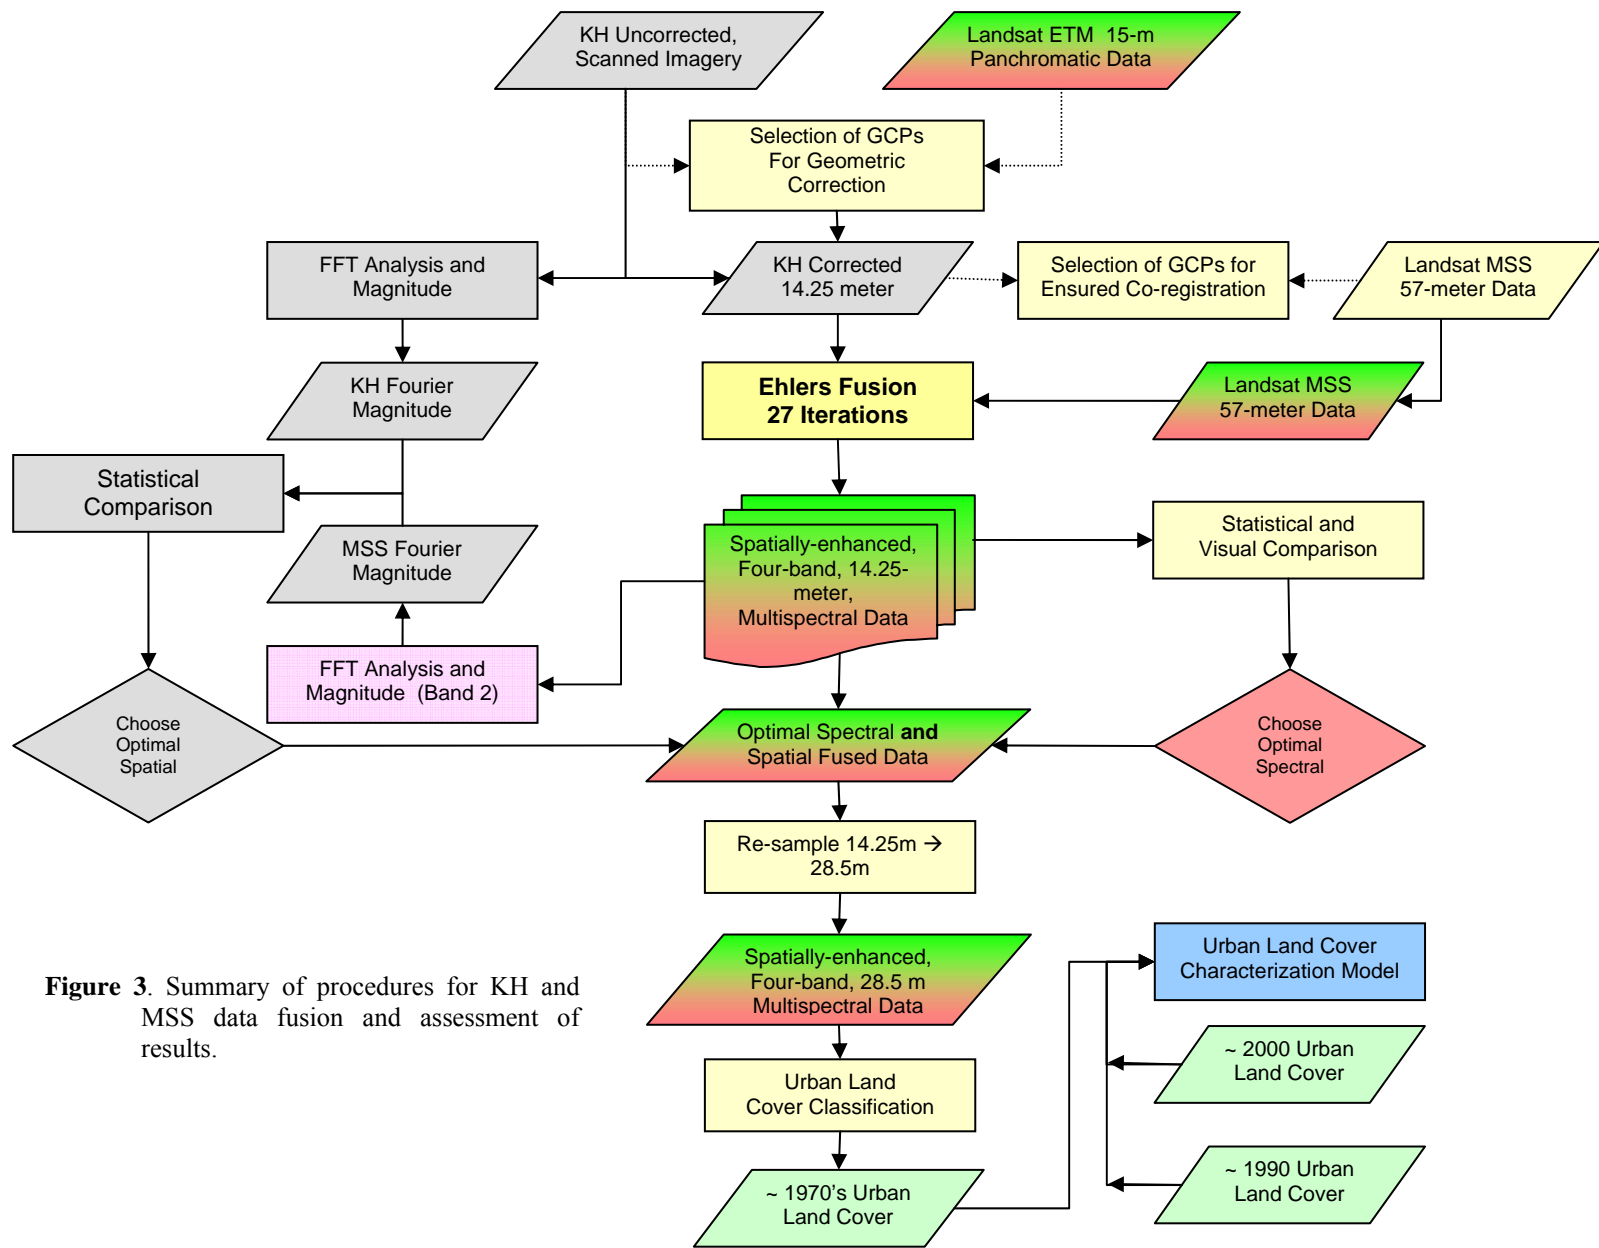 KH Uncorrected,
Scanned Imagery
Landsat ETM 15-m
Panchromatic Data
Selection of GCPs
For Geometric
Correction
FFT Analysis and
Magnitude
KH Corrected
14.25 meter
Selection of GCPs for
Ensured Co-registration
Landsat MSS
57-meter Data
KH Fourier
Magnitude
Ehlers Fusion
27 Iterations
Landsat MSS
57-meter Data
Statistical
Comparison
MSS Fourier
Magnitude
Spatially-enhanced,
Four-band, 14.25-
meter,
Multispectral Data
Statistical and
Visual Comparison
FFT Analysis and
Magnitude (Band 2)
Choose
Optimal
Spatial
Optimal Spectral and
Spatial Fused Data
Choose
Optimal
Spectral
Re-sample 14.25m →
28.5m
Spatially-enhanced,
Four-band, 28.5 m
Multispectral Data
Urban Land Cover
Characterization Model
Figure 3. Summary of procedures for KH and
MSS data fusion and assessment of
results.
~ 2000 Urban
Land Cover
Urban Land
Cover Classification
~ 1970's Urban
Land Cover
~ 1990 Urban
Land Cover